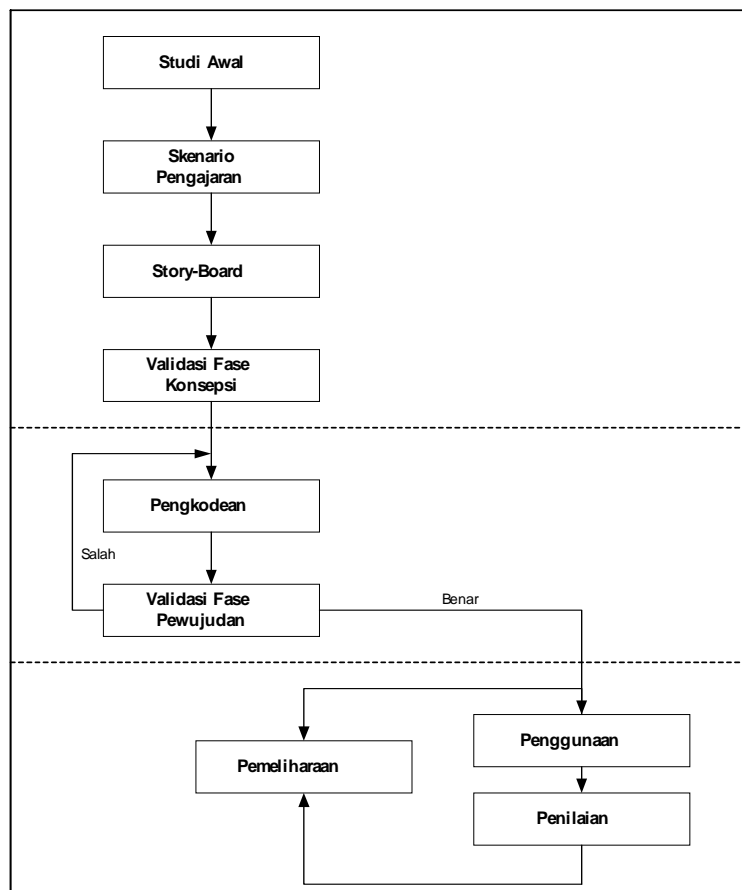 Studi Awal
Skenario
Pengajaran
Story-Board
Validasi Fase
Konsepsi
Pengkodean
Salah
Validasi Fase
Pewujudan
Benar
Penggunaan
Pemeliharaan
Penilaian